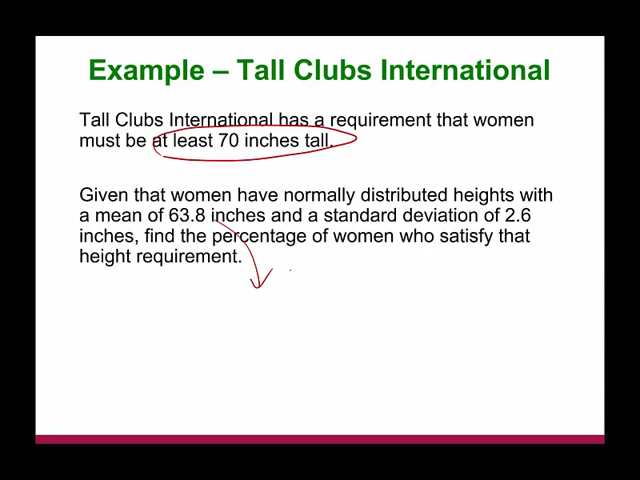 Example – Tall Clubs International
Tall Clubs International has a requirement that women
must be at least 70 inches tall.
Given that women have normally distributed heights with
a mean of 63.8 inches and a standard deviation of 2.6
inches, find the percentage of women who satisfy that
height requirement.